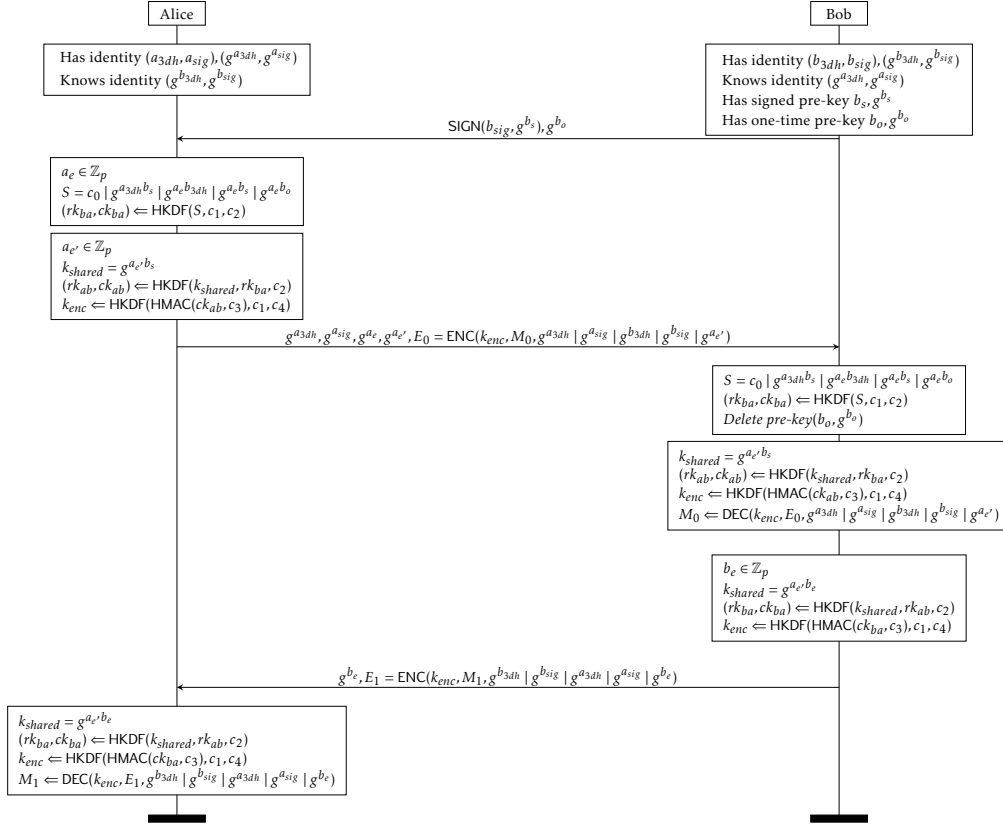 Alice
Bob
Has identity (a_{3dh}, a_{sig}), (g^{a_{3dh}}, g^{a_{sig}})
Knows identity (g^{b_{3dh}}, g^{b_{sig}})
Has identity (b_{3dh}, b_{sig}), (g^{b_{3dh}}, g^{b_{sig}})
Knows identity (g^{a_{3dh}}, g^{a_{sig}})
Has signed pre-key b_s, g^{b_s}
Has one-time pre-key b_o, g^{b_o}
SIGN(b_{sig}, g^{b_s}), g^{b_o}
a_e ∈ ℤ_p
S = c_0 | g^{a_{3dh}b_s} | g^{a_e b_{3dh}} | g^{a_e b_s} | g^{a_e b_o}
(rk_{ba}, ck_{ba}) ⇐ HKDF(S, c_1, c_2)
a_{e'} ∈ ℤ_p
k_{shared} = g^{a_{e'} b_s}
(rk_{ab}, ck_{ab}) ⇐ HKDF(k_{shared}, rk_{ba}, c_2)
k_{enc} ⇐ HKDF(HMAC(ck_{ab}, c_3), c_1, c_4)
g^{a_{3dh}}, g^{a_{sig}}, g^{a_e}, g^{a_{e'}}, E_0 = ENC(k_{enc}, M_0, g^{a_{3dh}} | g^{a_{sig}} | g^{b_{3dh}} | g^{b_{sig}} | g^{a_{e'}})
S = c_0 | g^{a_{3dh}b_s} | g^{a_e b_{3dh}} | g^{a_e b_s} | g^{a_e b_o}
(rk_{ba}, ck_{ba}) ⇐ HKDF(S, c_1, c_2)
Delete pre-key(b_o, g^{b_o})
k_{shared} = g^{a_{e'} b_s}
(rk_{ab}, ck_{ab}) ⇐ HKDF(k_{shared}, rk_{ba}, c_2)
k_{enc} ⇐ HKDF(HMAC(ck_{ab}, c_3), c_1, c_4)
M_0 ⇐ DEC(k_{enc}, E_0, g^{a_{3dh}} | g^{a_{sig}} | g^{b_{3dh}} | g^{b_{sig}} | g^{a_{e'}})
b_e ∈ ℤ_p
k_{shared} = g^{a_{e'} b_e}
(rk_{ba}, ck_{ba}) ⇐ HKDF(k_{shared}, rk_{ab}, c_2)
k_{enc} ⇐ HKDF(HMAC(ck_{ba}, c_3), c_1, c_4)
g^{b_e}, E_1 = ENC(k_{enc}, M_1, g^{b_{3dh}} | g^{b_{sig}} | g^{a_{3dh}} | g^{a_{sig}} | g^{b_e})
k_{shared} = g^{a_{e'} b_e}
(rk_{ba}, ck_{ba}) ⇐ HKDF(k_{shared}, rk_{ab}, c_2)
k_{enc} ⇐ HKDF(HMAC(ck_{ba}, c_3), c_1, c_4)
M_1 ⇐ DEC(k_{enc}, E_1, g^{b_{3dh}} | g^{b_{sig}} | g^{a_{3dh}} | g^{a_{sig}} | g^{b_e})